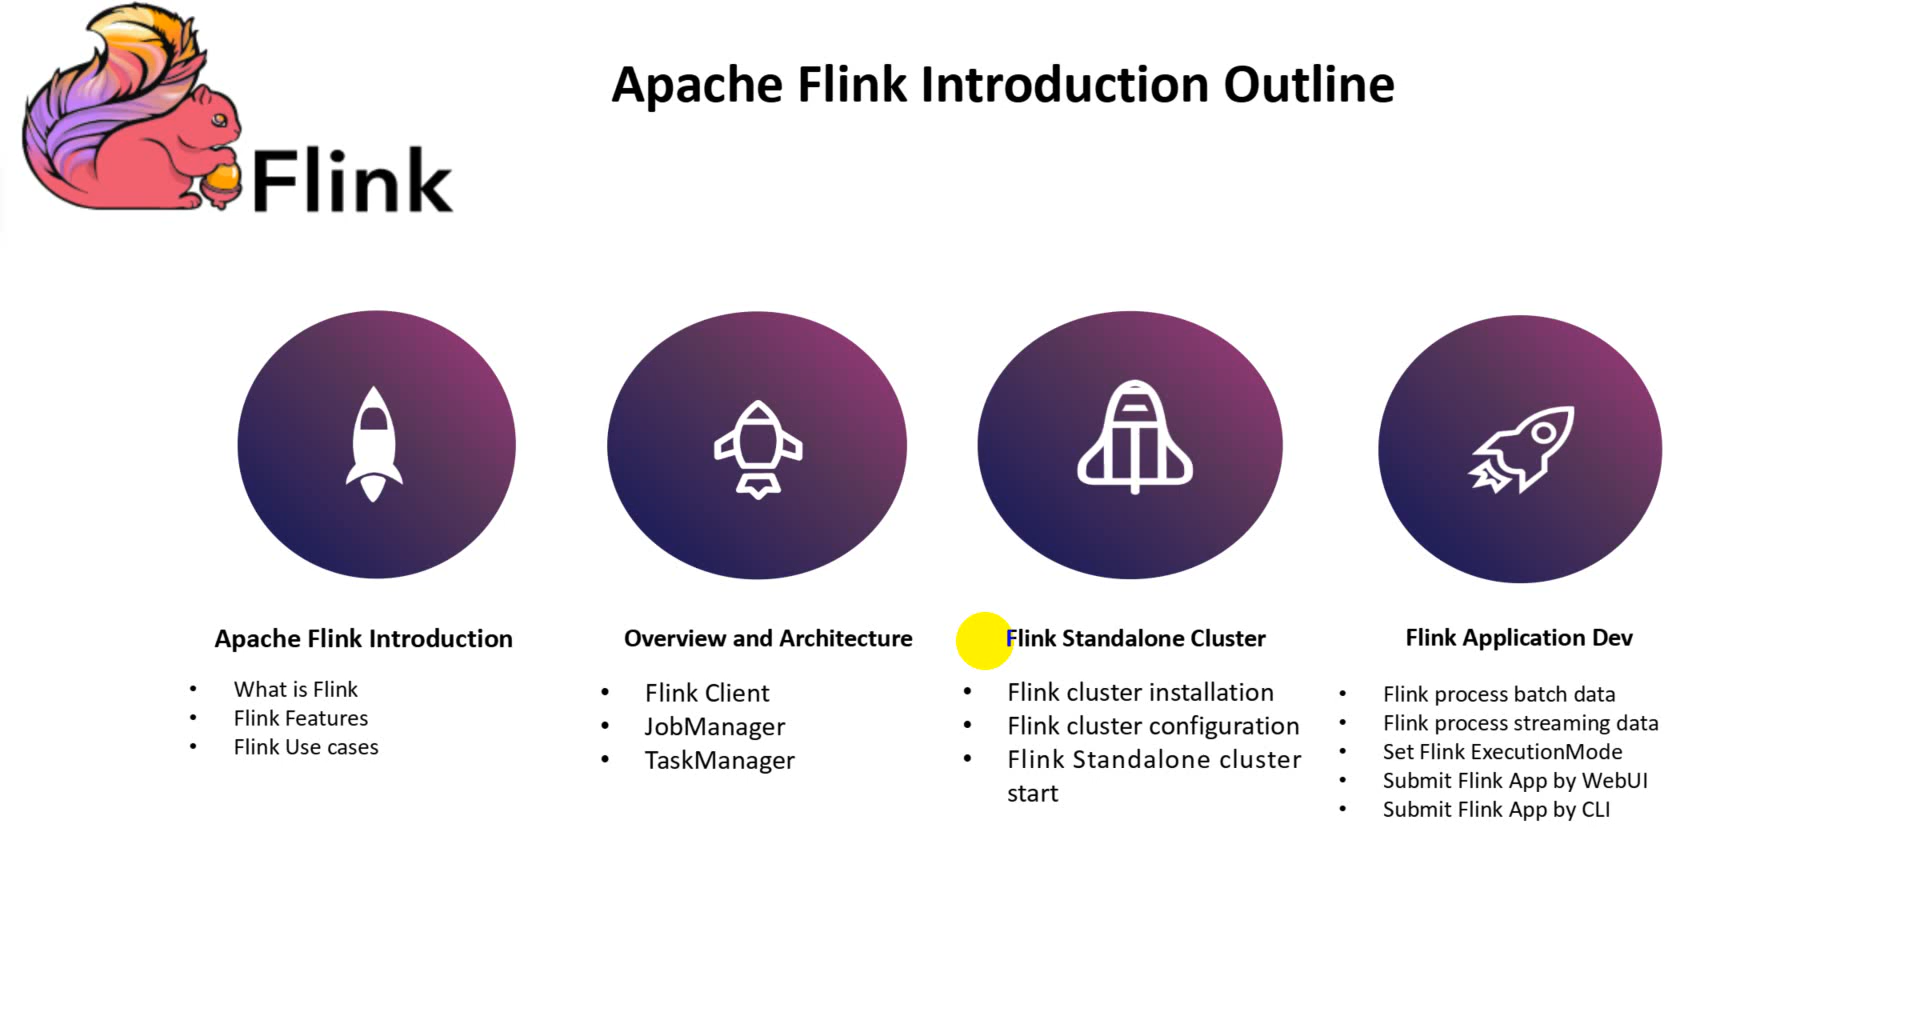 Apache Flink Introduction Outline
Flink
Apache Flink Introduction
• What is Flink
• Flink Features
• Flink Use cases
Overview and Architecture
• Flink Client
• JobManager
• TaskManager
Flink Standalone Cluster
• Flink cluster installation
• Flink cluster configuration
• Flink Standalone cluster
start
Flink Application Dev
• Flink process batch data
• Flink process streaming data
• Set Flink ExecutionMode
• Submit Flink App by WebUI
• Submit Flink App by CLI